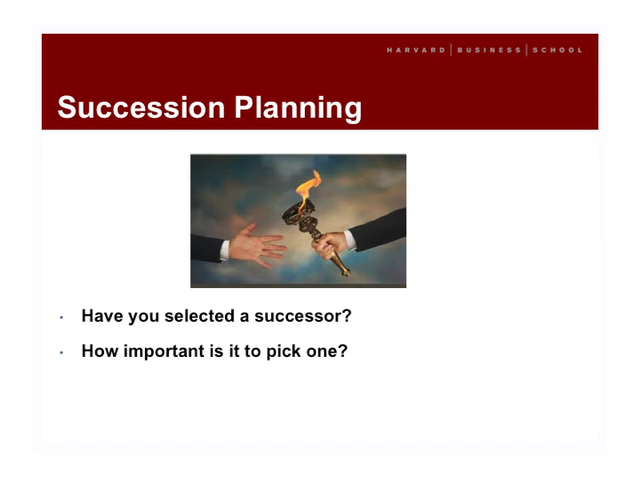 HARVARD | BUSINESS | SCHOOL
Succession Planning
Have you selected a successor?
How important is it to pick one?